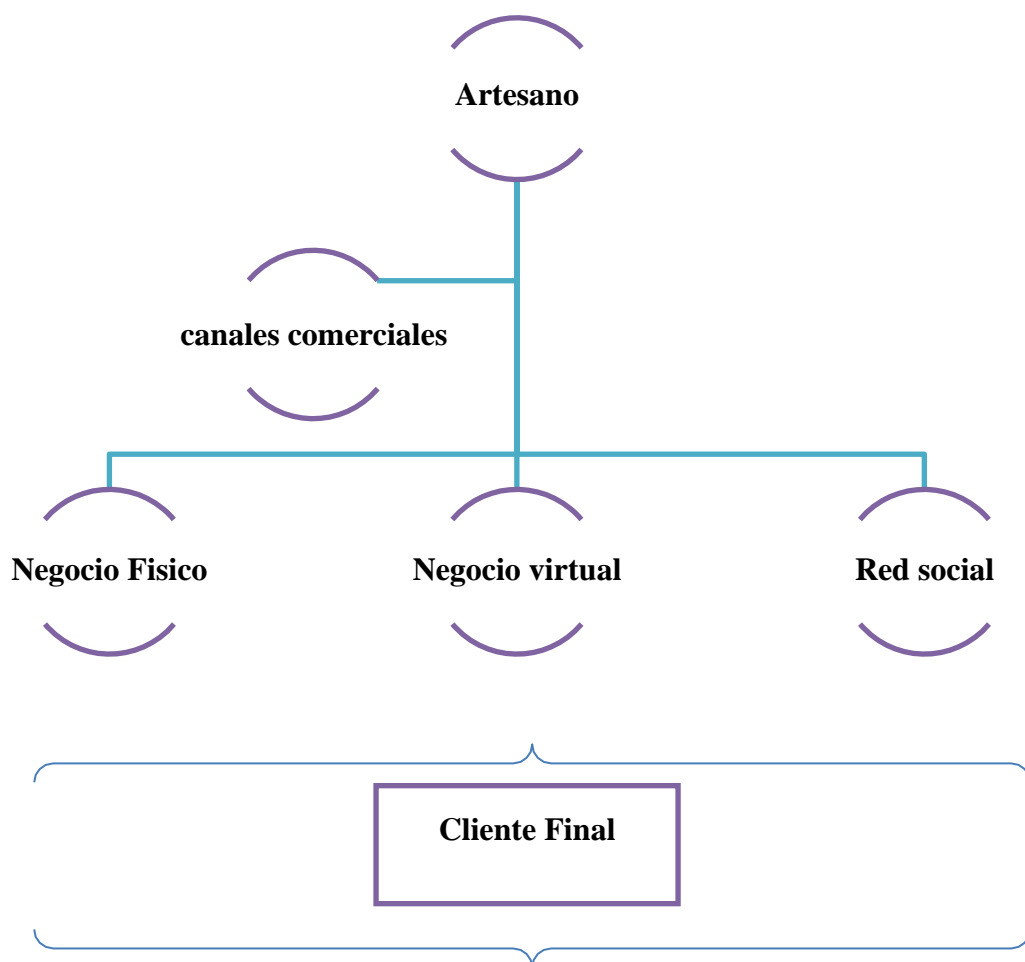 Artesano
canales comerciales
Negocio Fisico
Negocio virtual
Red social
Cliente Final